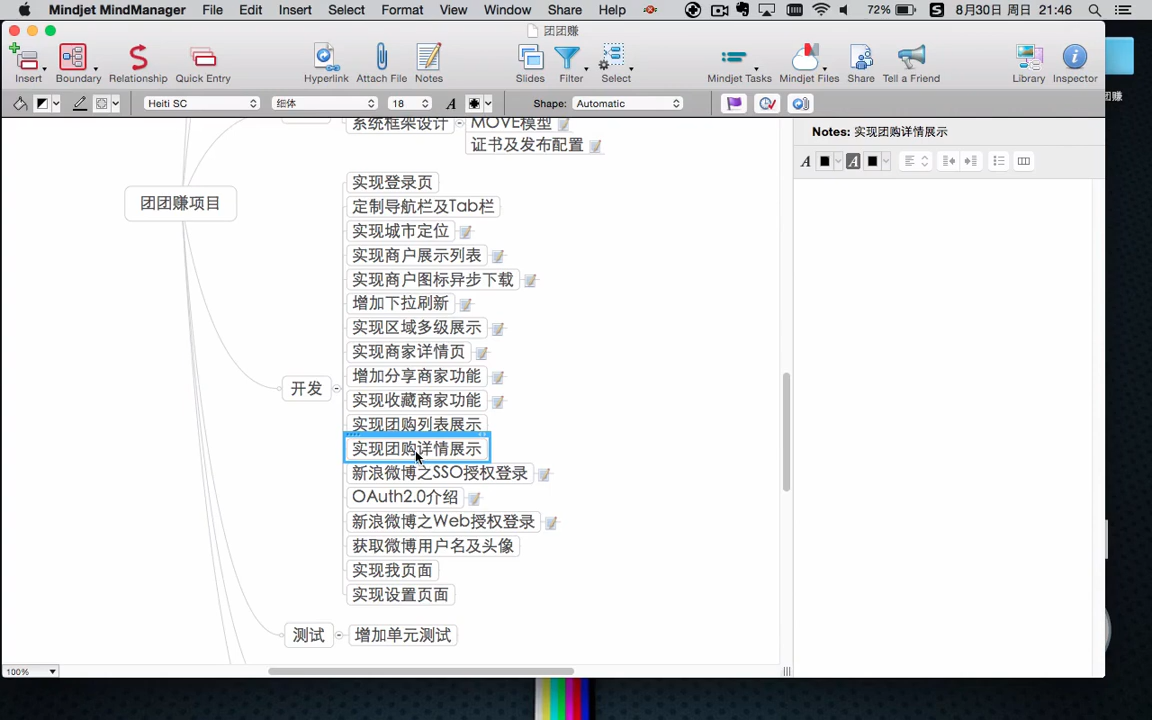 Mindjet MindManager File Edit Insert Select Format View Window Share Help 72% 8月30日 周日 21:46
团团赚
Insert Boundary Relationship Quick Entry Hyperlink Attach File Notes Slides Filter Select Mindjet Tasks Mindjet Files Share Tell a Friend Library Inspector
Heiti SC 细体 18 Shape: Automatic
团赚
Notes: 实现团购详情展示
系统框架设计
MOVE模型
证书及发布配置
团团赚项目
开发
实现登录页
定制导航栏及Tab栏
实现城市定位
实现商户展示列表
实现商户图标异步下载
增加下拉刷新
实现区域多级展示
实现商家详情页
增加分享商家功能
实现收藏商家功能
实现团购列表展示
实现团购详情展示
新浪微博之SSO授权登录
OAuth2.0介绍
新浪微博之Web授权登录
获取微博用户名及头像
实现我页面
实现设置页面
测试
增加单元测试
100%